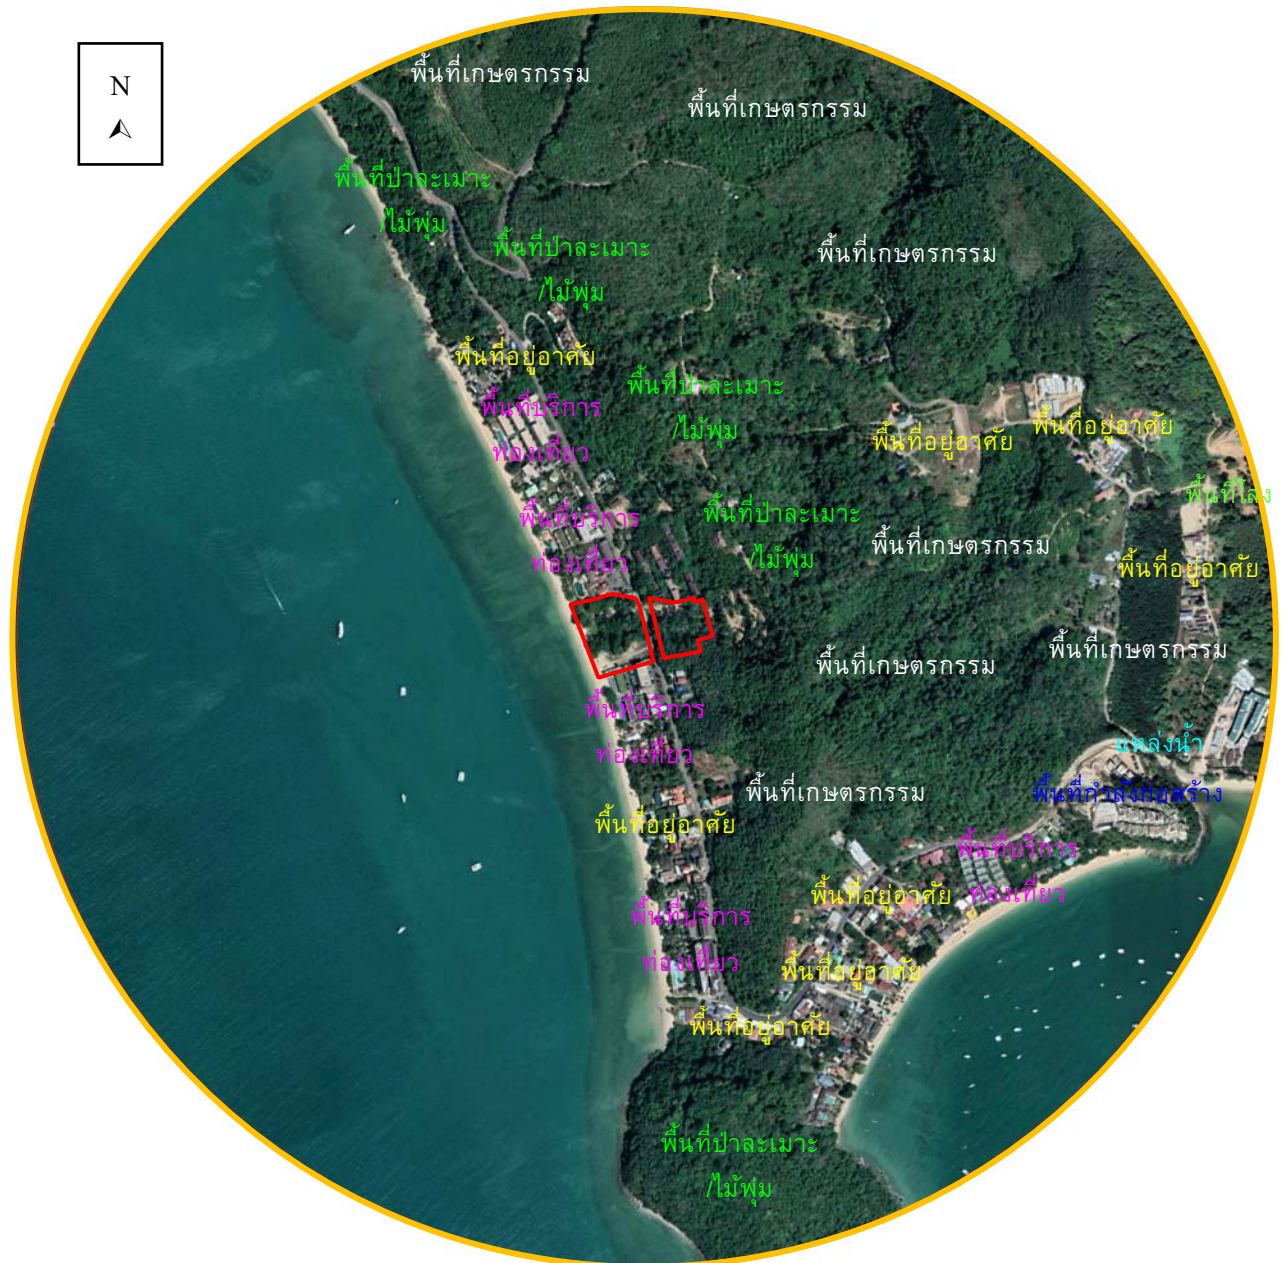 N
พื้นที่เกษตรกรรม
พื้นที่เกษตรกรรม
พื้นที่ป่าละเมาะ
/ไม้พุ่ม
พื้นที่ป่าละเมาะ
/ไม้พุ่ม
พื้นที่เกษตรกรรม
พื้นที่อยู่อาศัย
พื้นที่บริการ
ท่องเที่ยว
พื้นที่ป่าละเมาะ
/ไม้พุ่ม
พื้นที่อยู่อาศัย
พื้นที่อยู่อาศัย
พื้นที่โล่ง
พื้นที่บริการ
ท่องเที่ยว
พื้นที่ป่าละเมาะ
/ไม้พุ่ม
พื้นที่เกษตรกรรม
พื้นที่อยู่อาศัย
พื้นที่เกษตรกรรม
พื้นที่เกษตรกรรม
พื้นที่บริการ
ท่องเที่ยว
แหล่งน้ำ
พื้นที่เกษตรกรรม
พื้นที่กำลังก่อสร้าง
พื้นที่อยู่อาศัย
พื้นที่บริการ
ท่องเที่ยว
พื้นที่อยู่อาศัย
พื้นที่บริการ
ท่องเที่ยว
พื้นที่อยู่อาศัย
พื้นที่อยู่อาศัย
พื้นที่ป่าละเมาะ
/ไม้พุ่ม